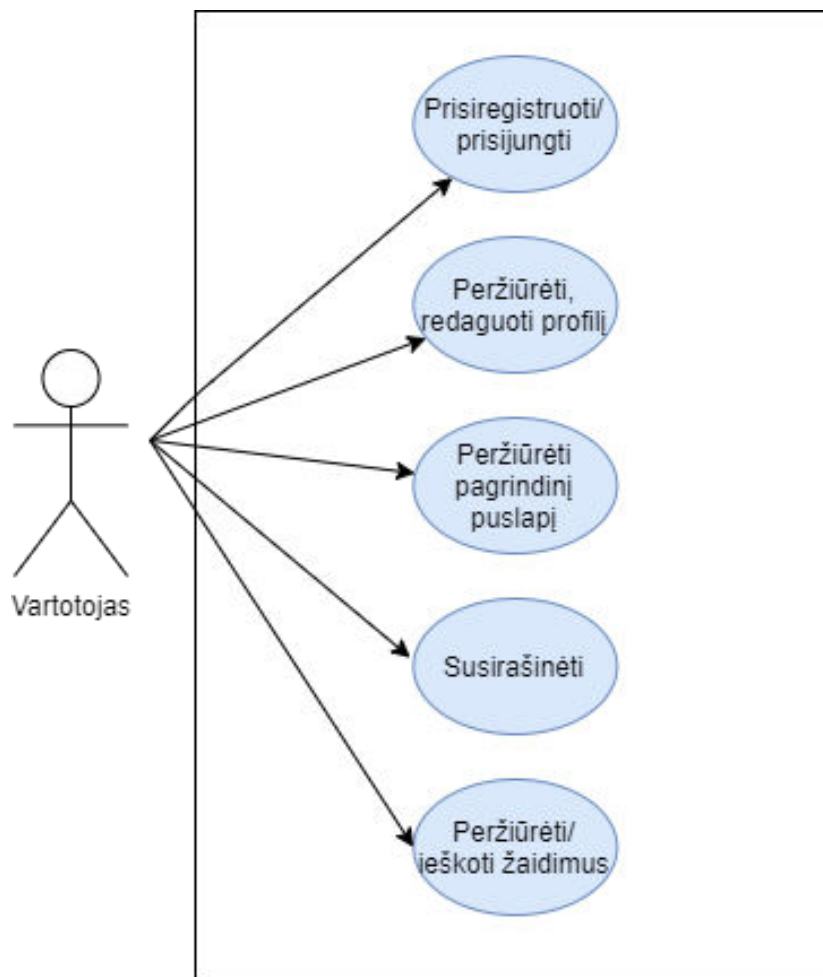 Prisiregistruoti/
prisijungti
Peržiūrėti,
redaguoti profilį
Peržiūrėti
pagrindinį
puslapį
Vartotojas
Susirašinėti
Peržiūrėti/
ieškoti žaidimus